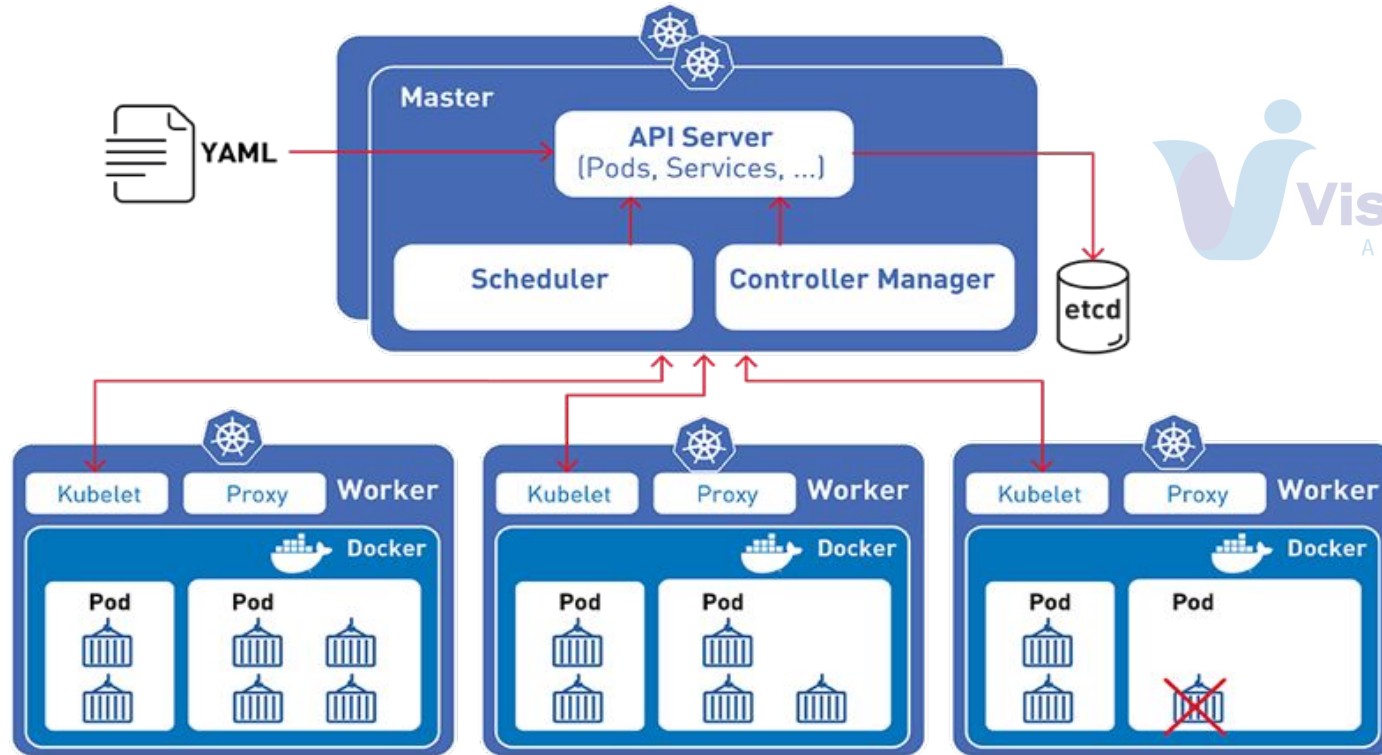 Master
YAML
API Server
(Pods, Services, ...)
Scheduler
Controller Manager
etcd
Kubelet
Proxy
Worker
Docker
Pod
Pod
Kubelet
Proxy
Worker
Docker
Pod
Pod
Kubelet
Proxy
Worker
Docker
Pod
Pod